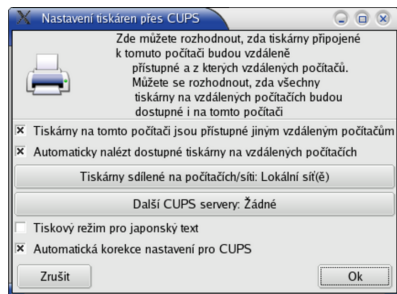 Nastavení tiskáren přes CUPS
Zde můžete rozhodnout, zda tiskárny připojené
k tomuto počítači budou vzdáleně
přístupné a z kterých vzdálených počítačů.
Můžete se rozhodnout, zda všechny
tiskárny na vzdálených počítačích budou
dostupné i na tomto počítači
Tiskárny na tomto počítači jsou přístupné jiným vzdáleným počítačům
Automaticky nalézt dostupné tiskárny na vzdálených počítačích
Tiskárny sdílené na počítačích/síti: Lokální síť(ě)
Další CUPS servery: Žádné
Tiskový režim pro japonský text
Automatická korekce nastavení pro CUPS
Zrušit
Ok